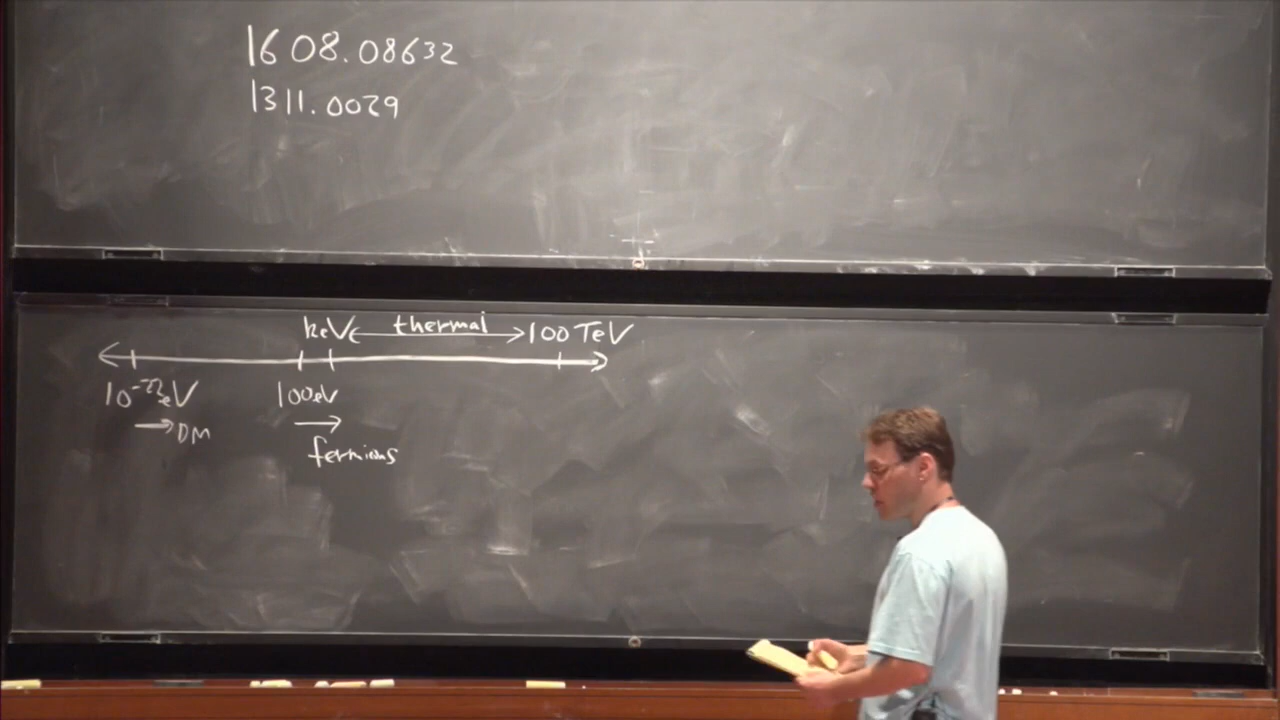 1608.08632
1311.0029
keV ← thermal → 100 TeV
10⁻²²eV 100eV
→ DM →
fermions